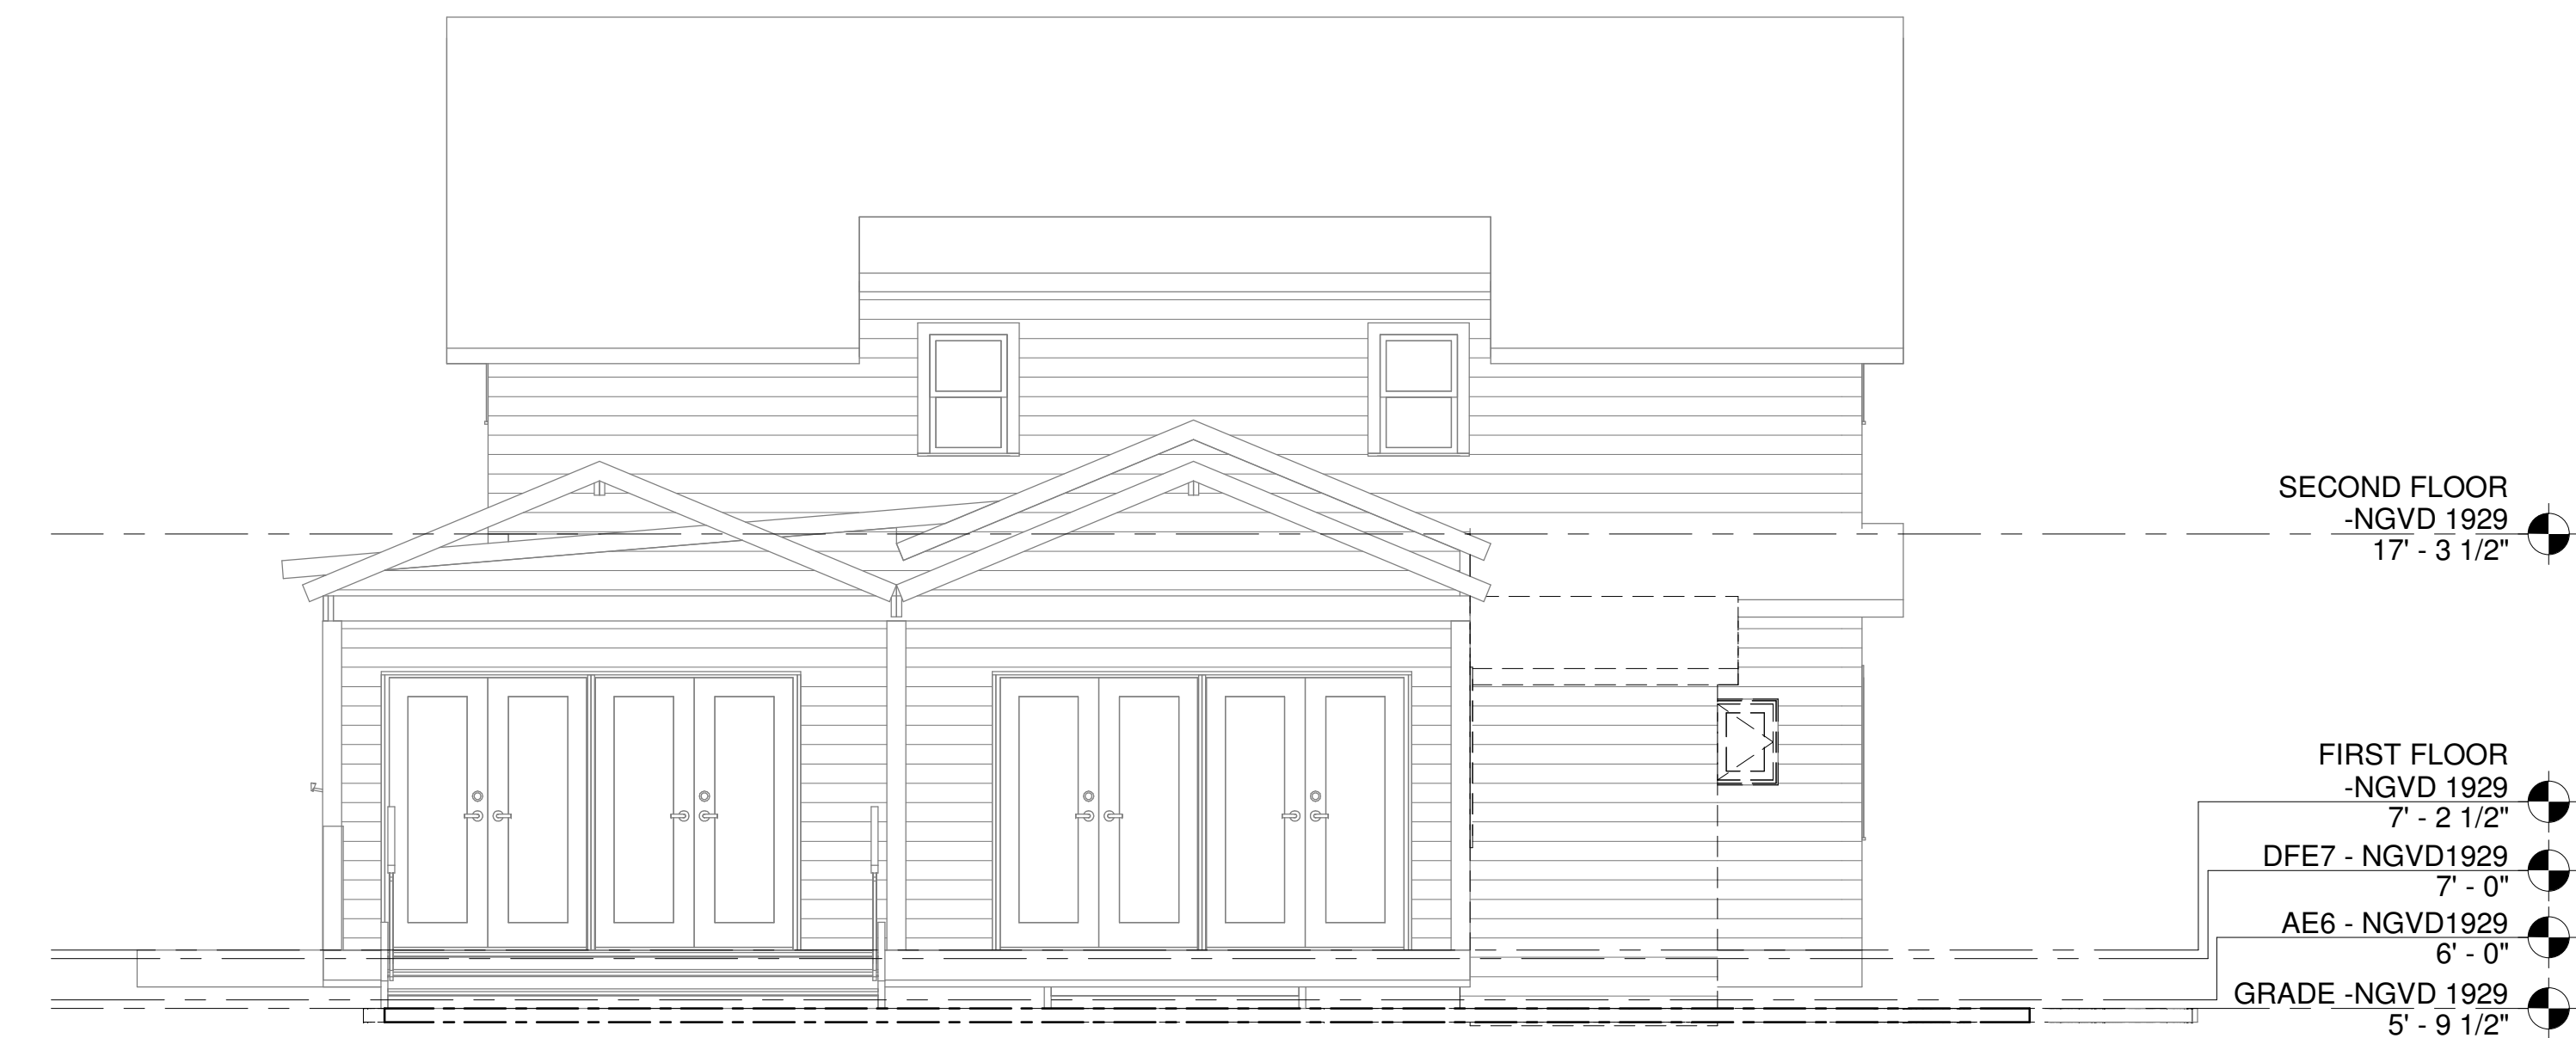 SECOND FLOOR
-NGVD 1929
17' - 3 1/2"
FIRST FLOOR
-NGVD 1929
7' - 2 1/2"
DFE7 - NGVD1929
7' - 0"
AE6 - NGVD1929
6' - 0"
GRADE -NGVD 1929
5' - 9 1/2"